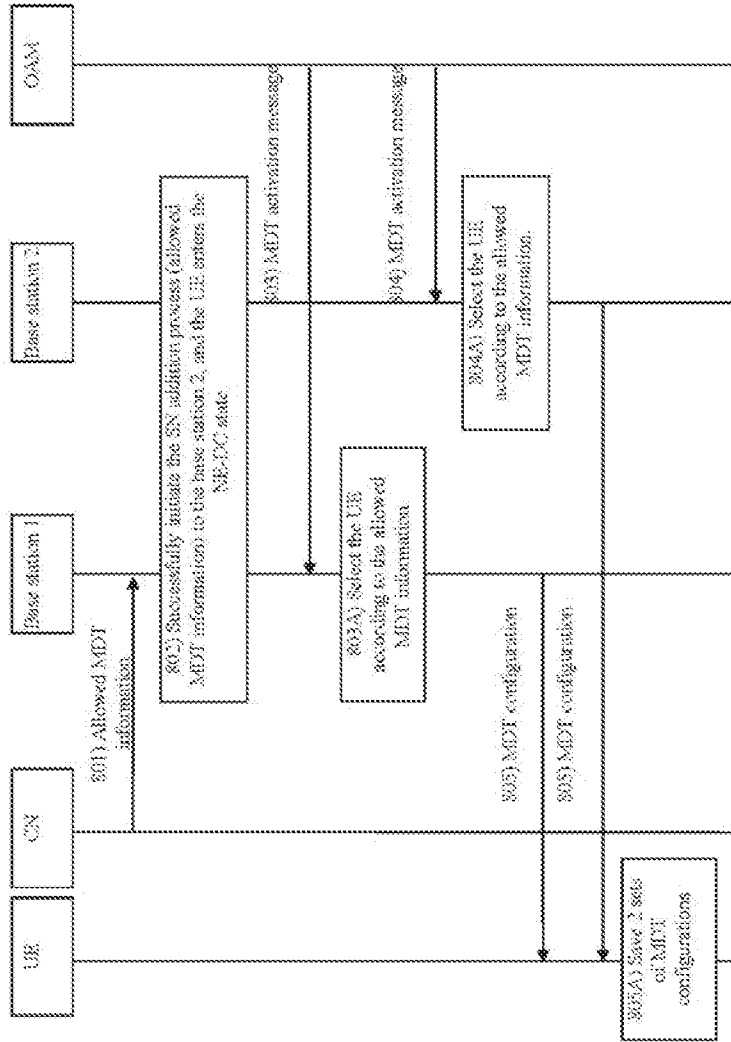 UE
CN
Base station 1
Base station 2
OAM
801) Allowed MDT
information
802) Successfully initiate the SN addition process (allowed
MDT information) to the base station 2, and the UE enters the
NE-DC state.
803) MDT activation message
803A) Select the UE
according to the allowed
MDT information.
804) MDT activation message
804A) Select the UE
according to the allowed
MDT information.
805) MDT configuration
805) MDT configuration
805A) Save 2 sets
of MDT
configurations